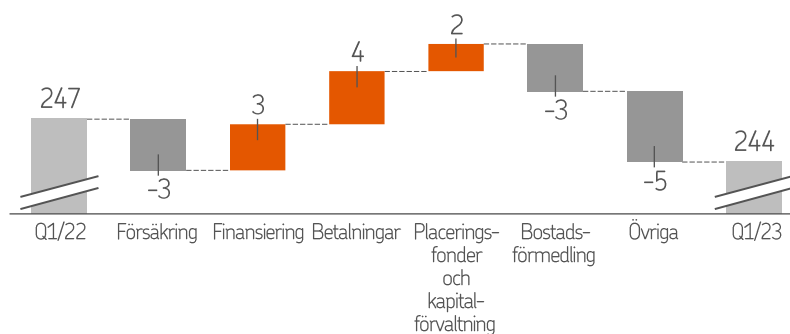 247
–3
3
4
2
–3
–5
244
Q1/22
Försäkring
Finansiering
Betalningar
Placerings-
fonder
och
kapital-
förvaltning
Bostads-
förmedling
Övriga
Q1/23